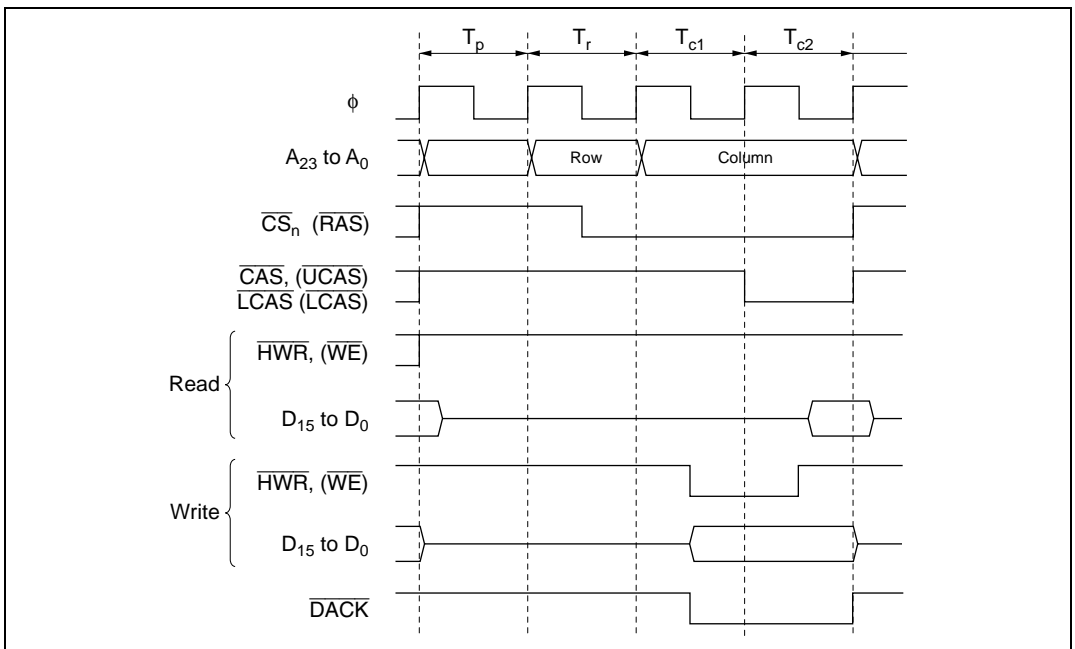 Tp Tr Tc1 Tc2
φ
A23 to A0 Row Column
CSn (RAS)
CAS, (UCAS)
LCAS (LCAS)
Read
HWR, (WE)
D15 to D0
Write
HWR, (WE)
D15 to D0
DACK